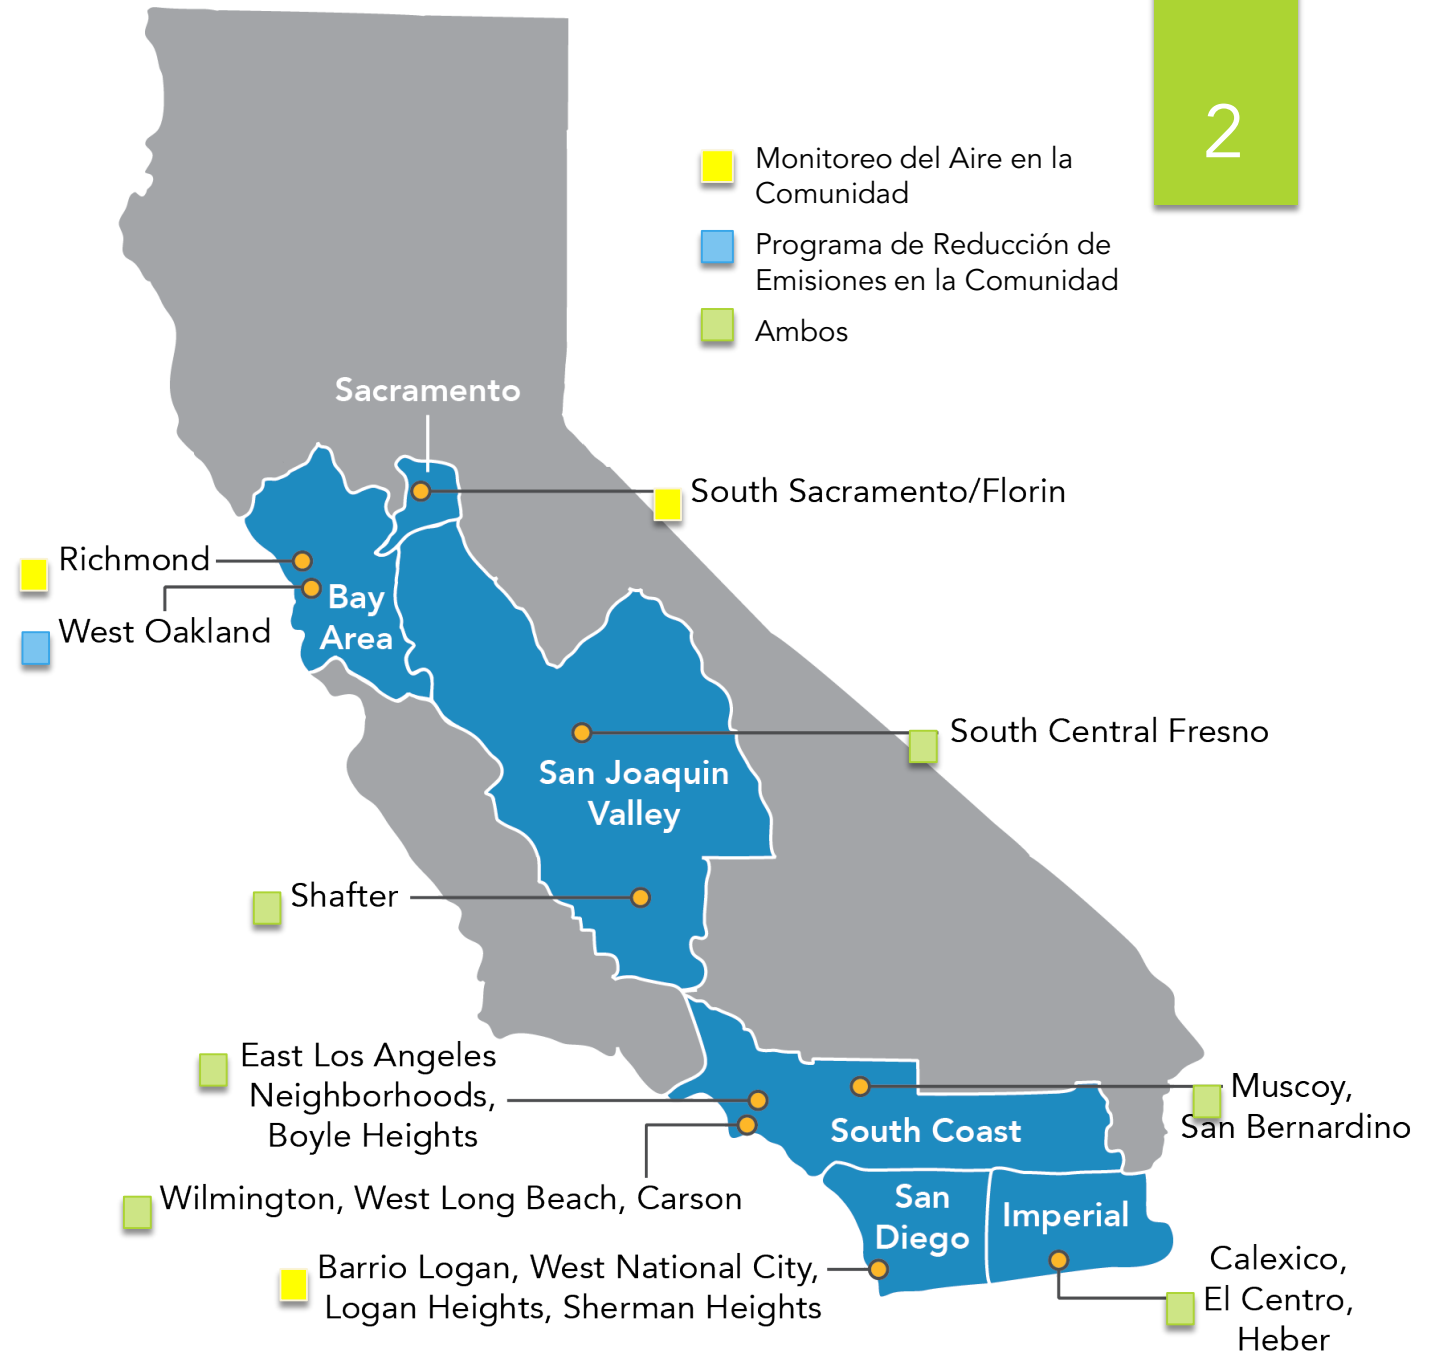 2
Monitoreo del Aire en la
Comunidad
Programa de Reducción de
Emisiones en la Comunidad
Ambos
Sacramento
South Sacramento/Florin
Richmond
West Oakland
Bay
Area
South Central Fresno
San Joaquin
Valley
Shafter
East Los Angeles
Neighborhoods,
Boyle Heights
Muscoy,
San Bernardino
South Coast
Wilmington, West Long Beach, Carson
San
Diego
Imperial
Barrio Logan, West National City,
Logan Heights, Sherman Heights
Calexico,
El Centro,
Heber